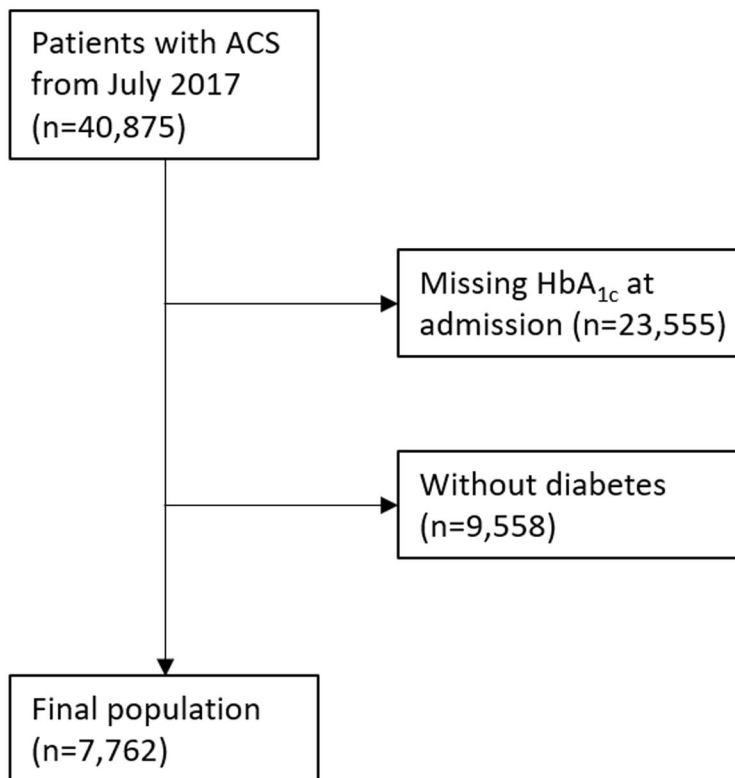 Patients with ACS
from July 2017
(n=40,875)
Missing HbA₁c at
admission (n=23,555)
Without diabetes
(n=9,558)
Final population
(n=7,762)